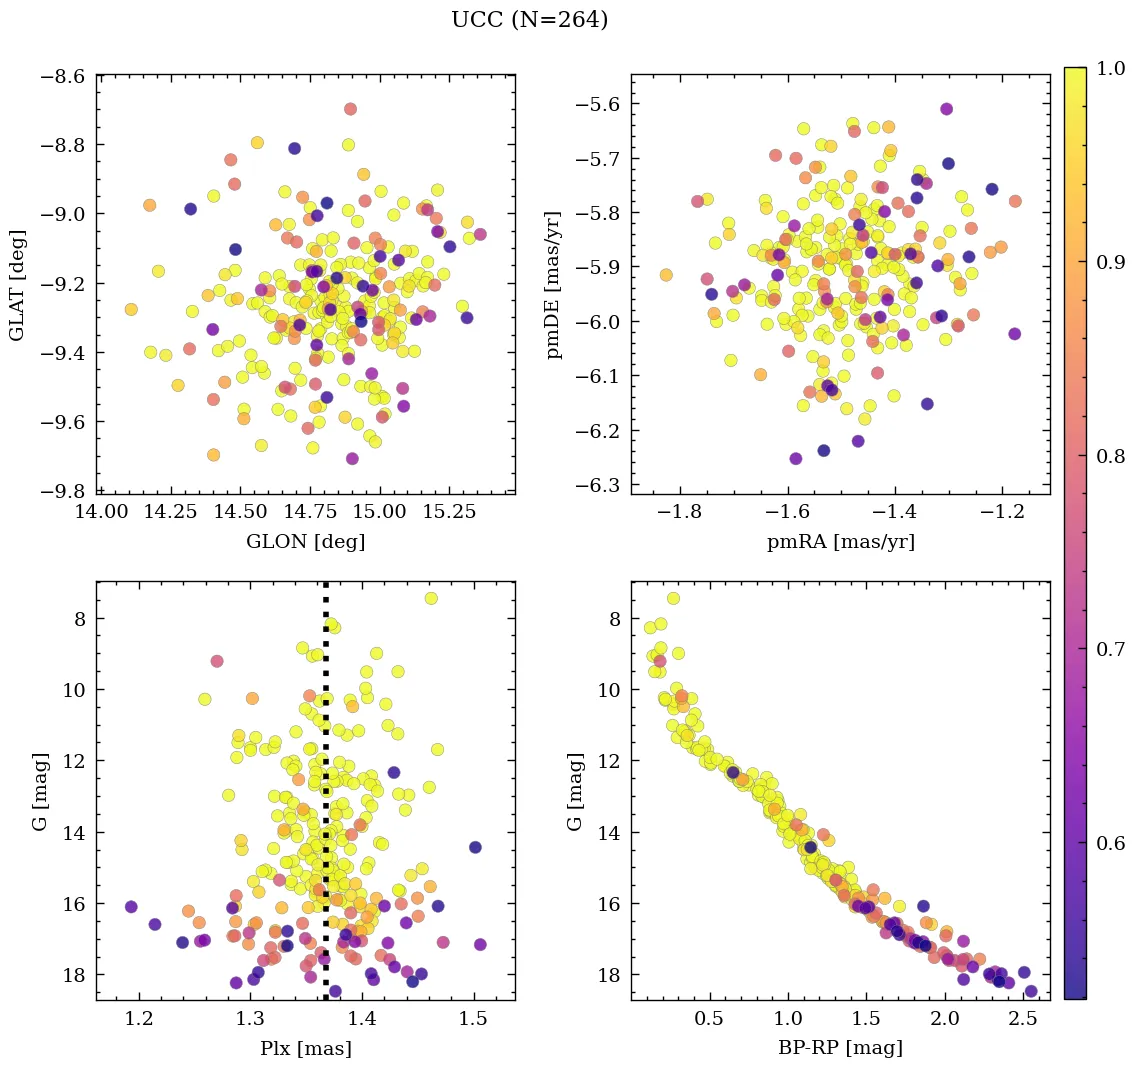 UCC (N=264)
−8.6
−8.8
−9.0
−9.2
−9.4
−9.6
−9.8
GLAT [deg]
14.00 14.25 14.50 14.75 15.00 15.25
GLON [deg]
−5.6
−5.7
−5.8
−5.9
−6.0
−6.1
−6.2
−6.3
pmDE [mas/yr]
−1.8 −1.6 −1.4 −1.2
pmRA [mas/yr]
1.0
0.9
0.8
0.7
0.6
8
10
12
14
16
18
G [mag]
1.2 1.3 1.4 1.5
Plx [mas]
8
10
12
14
16
18
G [mag]
0.5 1.0 1.5 2.0 2.5
BP-RP [mag]